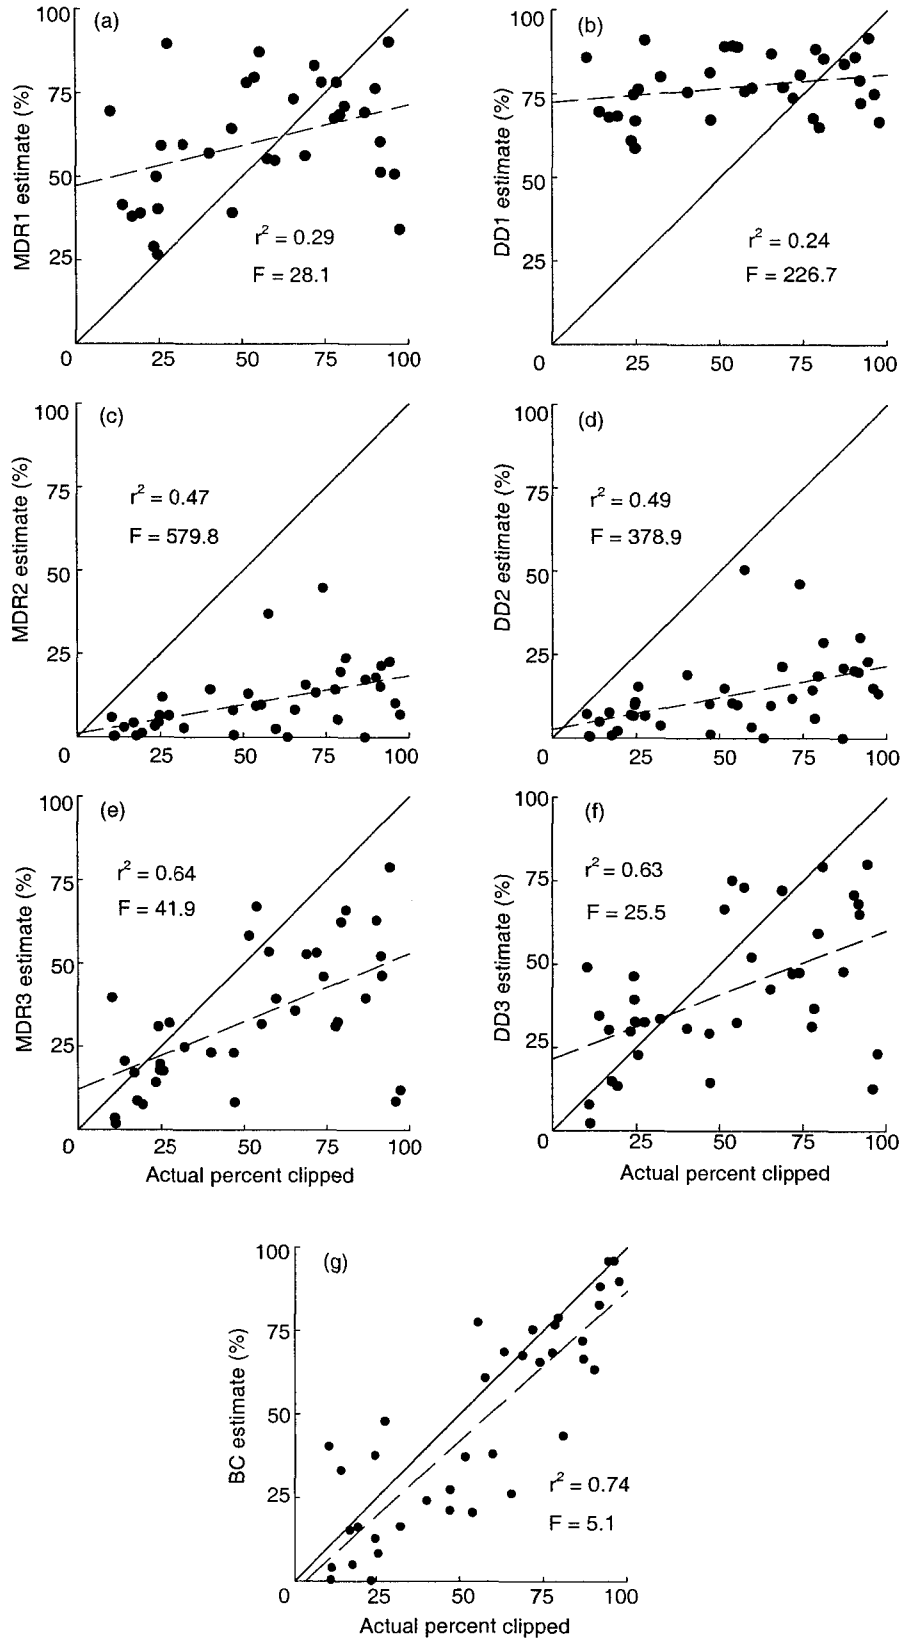 (a)
MDR1 estimate (%)
100
75
50
25
0
25
50
75
100
r² = 0.29
F = 28.1
(b)
DD1 estimate (%)
100
75
50
25
0
25
50
75
100
r² = 0.24
F = 226.7
(c)
MDR2 estimate (%)
100
75
50
25
0
25
50
75
100
r² = 0.47
F = 579.8
(d)
DD2 estimate (%)
100
75
50
25
0
25
50
75
100
r² = 0.49
F = 378.9
(e)
MDR3 estimate (%)
100
75
50
25
0
25
50
75
100
r² = 0.64
F = 41.9
Actual percent clipped
(f)
DD3 estimate (%)
100
75
50
25
0
25
50
75
100
r² = 0.63
F = 25.5
Actual percent clipped
(g)
BC estimate (%)
100
75
50
25
0
25
50
75
100
r² = 0.74
F = 5.1
Actual percent clipped